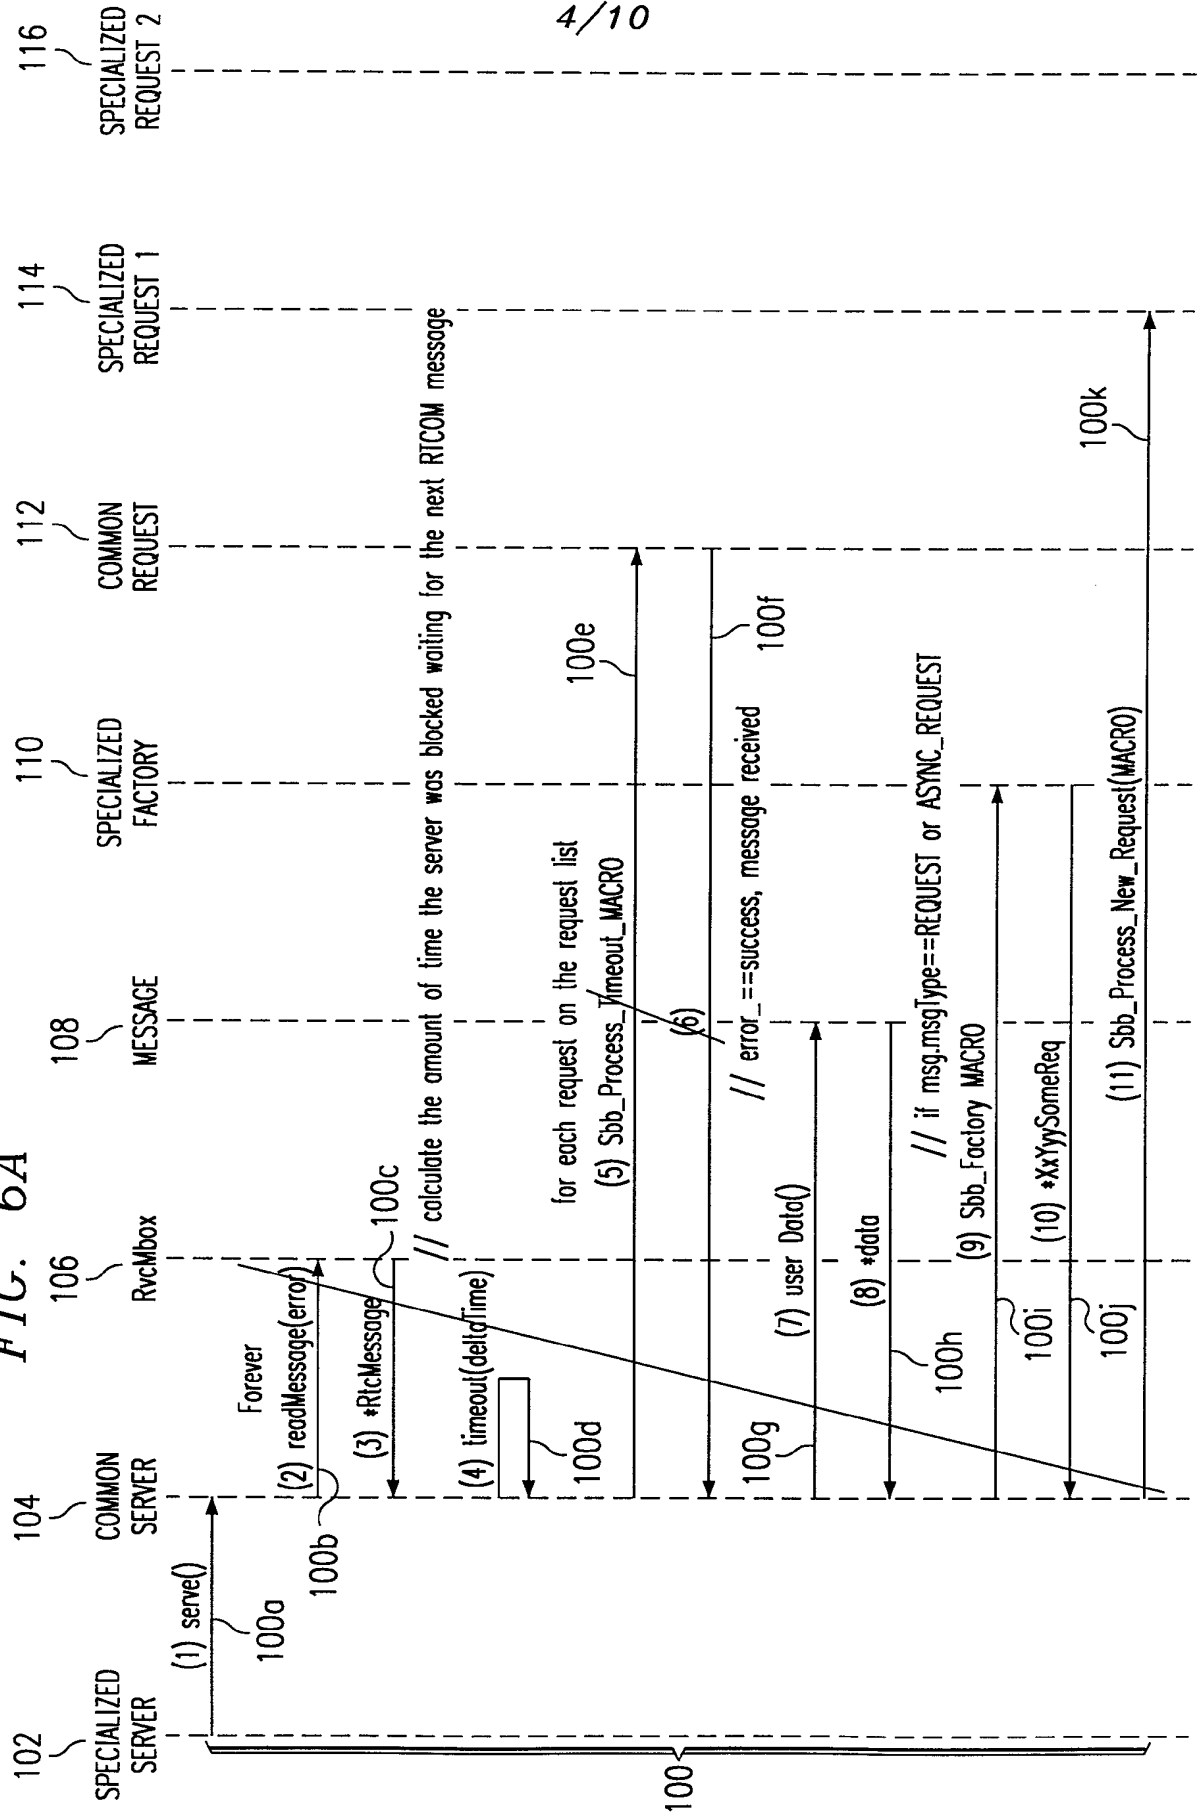 4/10
FIG. 6A
102
SPECIALIZED
SERVER
104
COMMON
SERVER
106
RvcMbox
108
MESSAGE
110
SPECIALIZED
FACTORY
112
COMMON
REQUEST
114
SPECIALIZED
REQUEST 1
116
SPECIALIZED
REQUEST 2
(1) serve()
100a
Forever
(2) readMessage(error)
100b
(3) *RtcMessage
100c
// calculate the amount of time the server was blocked waiting for the next RTCOM message
(4) timeout(deltaTime)
100d
for each request on the request list
(5) Sbb_Process_Timeout_MACRO
100e
(6)
100f
// error_==success, message received
(7) user Data()
100g
(8) *data
100h
// if msg.msgType==REQUEST or ASYNC_REQUEST
(9) Sbb_Factory MACRO
100i
(10) *XxYyySomeReq
100j
(11) Sbb_Process_New_Request(MACRO)
100k
100